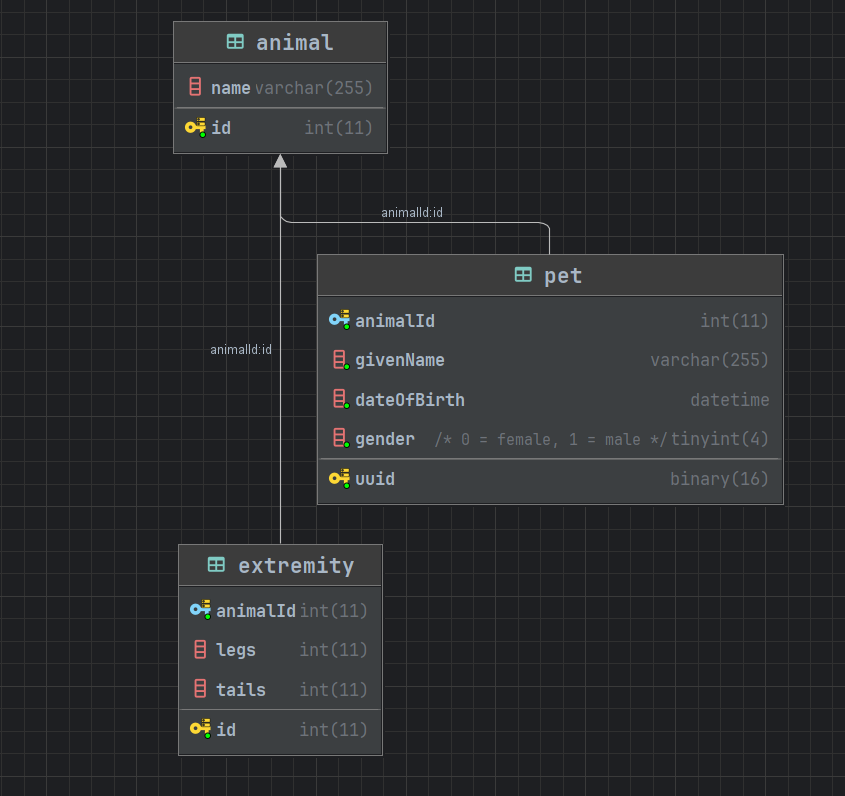 animal
name varchar(255)
id int(11)
animalId:id
pet
animalId int(11)
givenName varchar(255)
dateOfBirth datetime
gender /* 0 = female, 1 = male */ tinyint(4)
uuid binary(16)
animalId:id
extremity
animalId int(11)
legs int(11)
tails int(11)
id int(11)